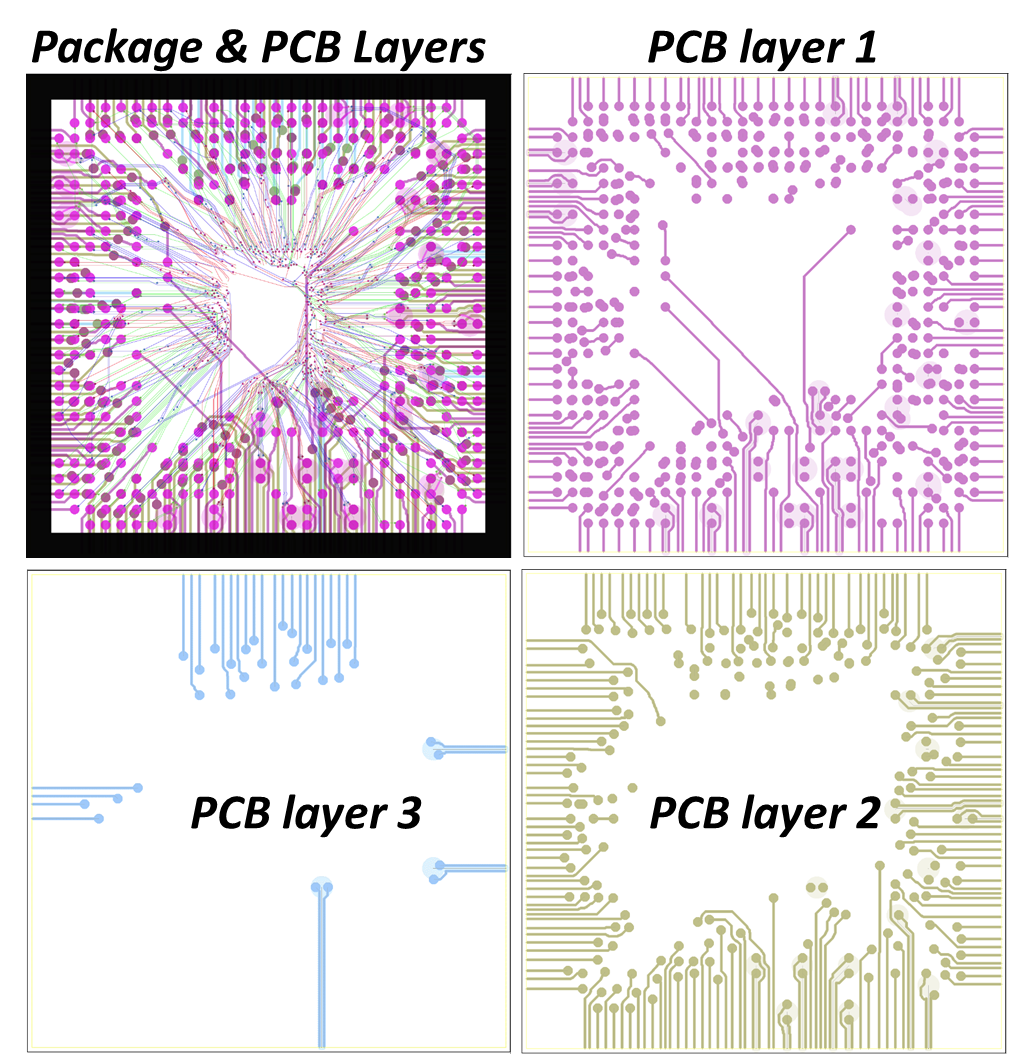 Package & PCB Layers
PCB layer 1
PCB layer 3
PCB layer 2